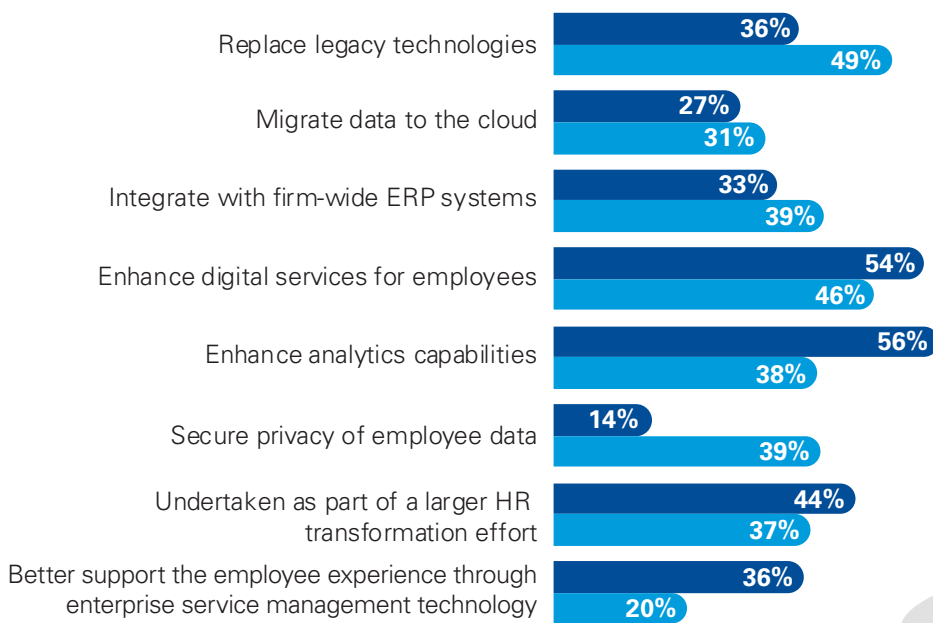 Replace legacy technologies
36%
49%
Migrate data to the cloud
27%
31%
Integrate with firm-wide ERP systems
33%
39%
Enhance digital services for employees
54%
46%
Enhance analytics capabilities
56%
38%
Secure privacy of employee data
14%
39%
Undertaken as part of a larger HR
transformation effort
44%
37%
Better support the employee experience through
enterprise service management technology
36%
20%